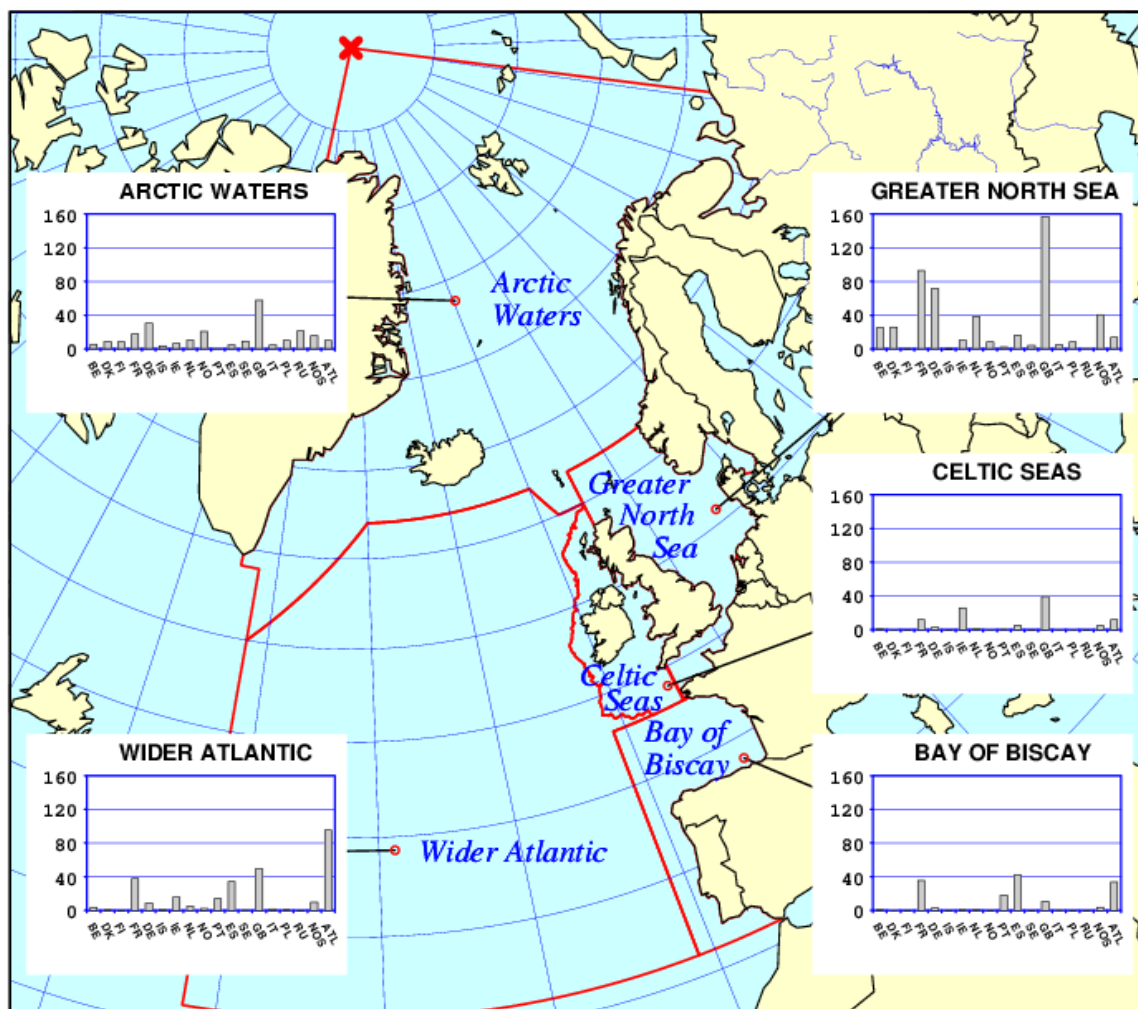 ARCTIC WATERS
160
120
80
40
0
BE DK FI FR DE IS IE NL NO PT ES SE GB IT PL RU NOS ATL
GREATER NORTH SEA
160
120
80
40
0
BE DK FI FR DE IS IE NL NO PT ES SE GB IT PL RU NOS ATL
Arctic
Waters
CELTIC SEAS
160
120
80
40
0
BE DK FI FR DE IS IE NL NO PT ES SE GB IT PL RU NOS ATL
Greater
North
Sea
Celtic
Seas
Bay of
Biscay
WIDER ATLANTIC
160
120
80
40
0
BE DK FI FR DE IS IE NL NO PT ES SE GB IT PL RU NOS ATL
Wider Atlantic
BAY OF BISCAY
160
120
80
40
0
BE DK FI FR DE IS IE NL NO PT ES SE GB IT PL RU NOS ATL